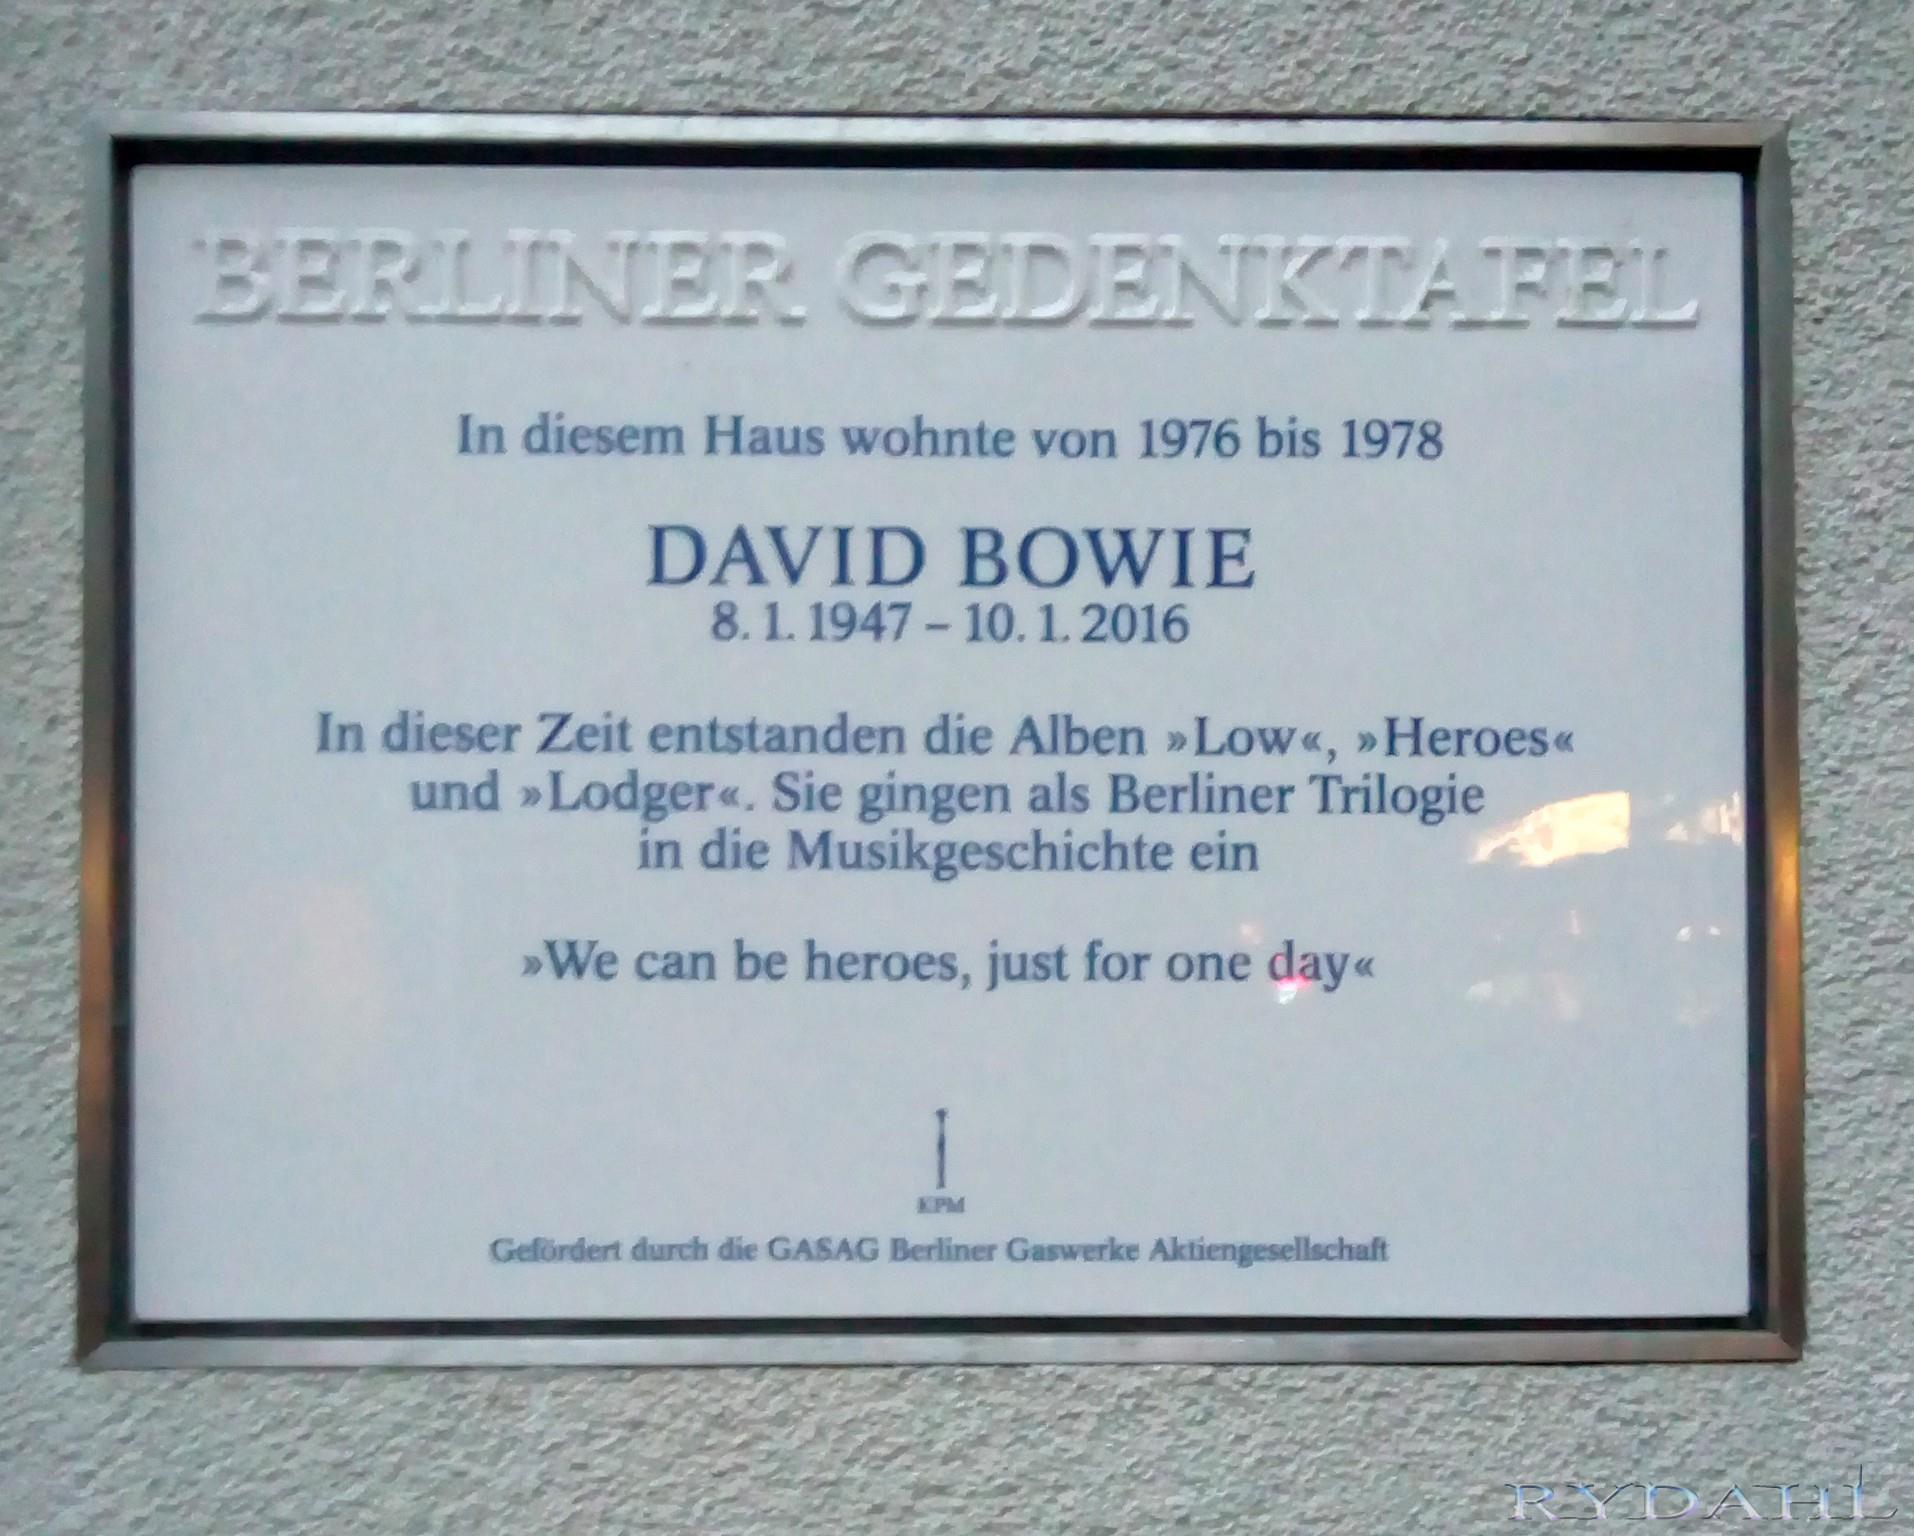 BERLINER GEDENKTAFEL
In diesem Haus wohnte von 1976 bis 1978
DAVID BOWIE
8. 1. 1947 – 10. 1. 2016
In dieser Zeit entstanden die Alben »Low«, »Heroes«
und »Lodger«. Sie gingen als Berliner Trilogie
in die Musikgeschichte ein
»We can be heroes, just for one day«
KPM
Gefördert durch die GASAG Berliner Gaswerke Aktiengesellschaft
RYDAHL